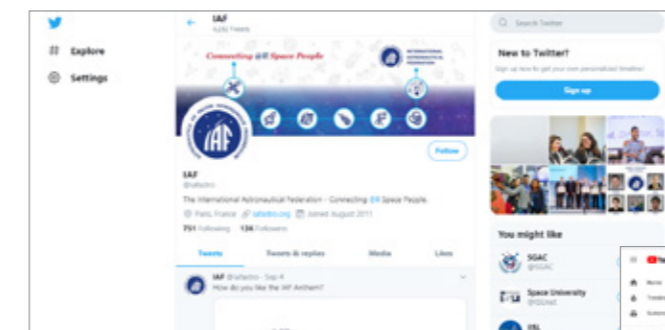 IAF
Explore
Settings
Connecting @ll Space People
INTERNATIONAL
ASTRONAUTICAL
FEDERATION
IAF
Follow
IAF
@iafastro
The International Astronautical Federation - Connecting @ll Space People.
Paris, France iafastro.org Joined August 2011
751 Following 13K Followers
Tweets Tweets & replies Media Likes
IAF @iafastro · Sep 4
How do you like the IAF Anthem?
Search Twitter
New to Twitter?
Sign up now to get your own personalized timeline!
Sign up
You might like
SGAC
@SGAC
Space University
@ISUnet
Home